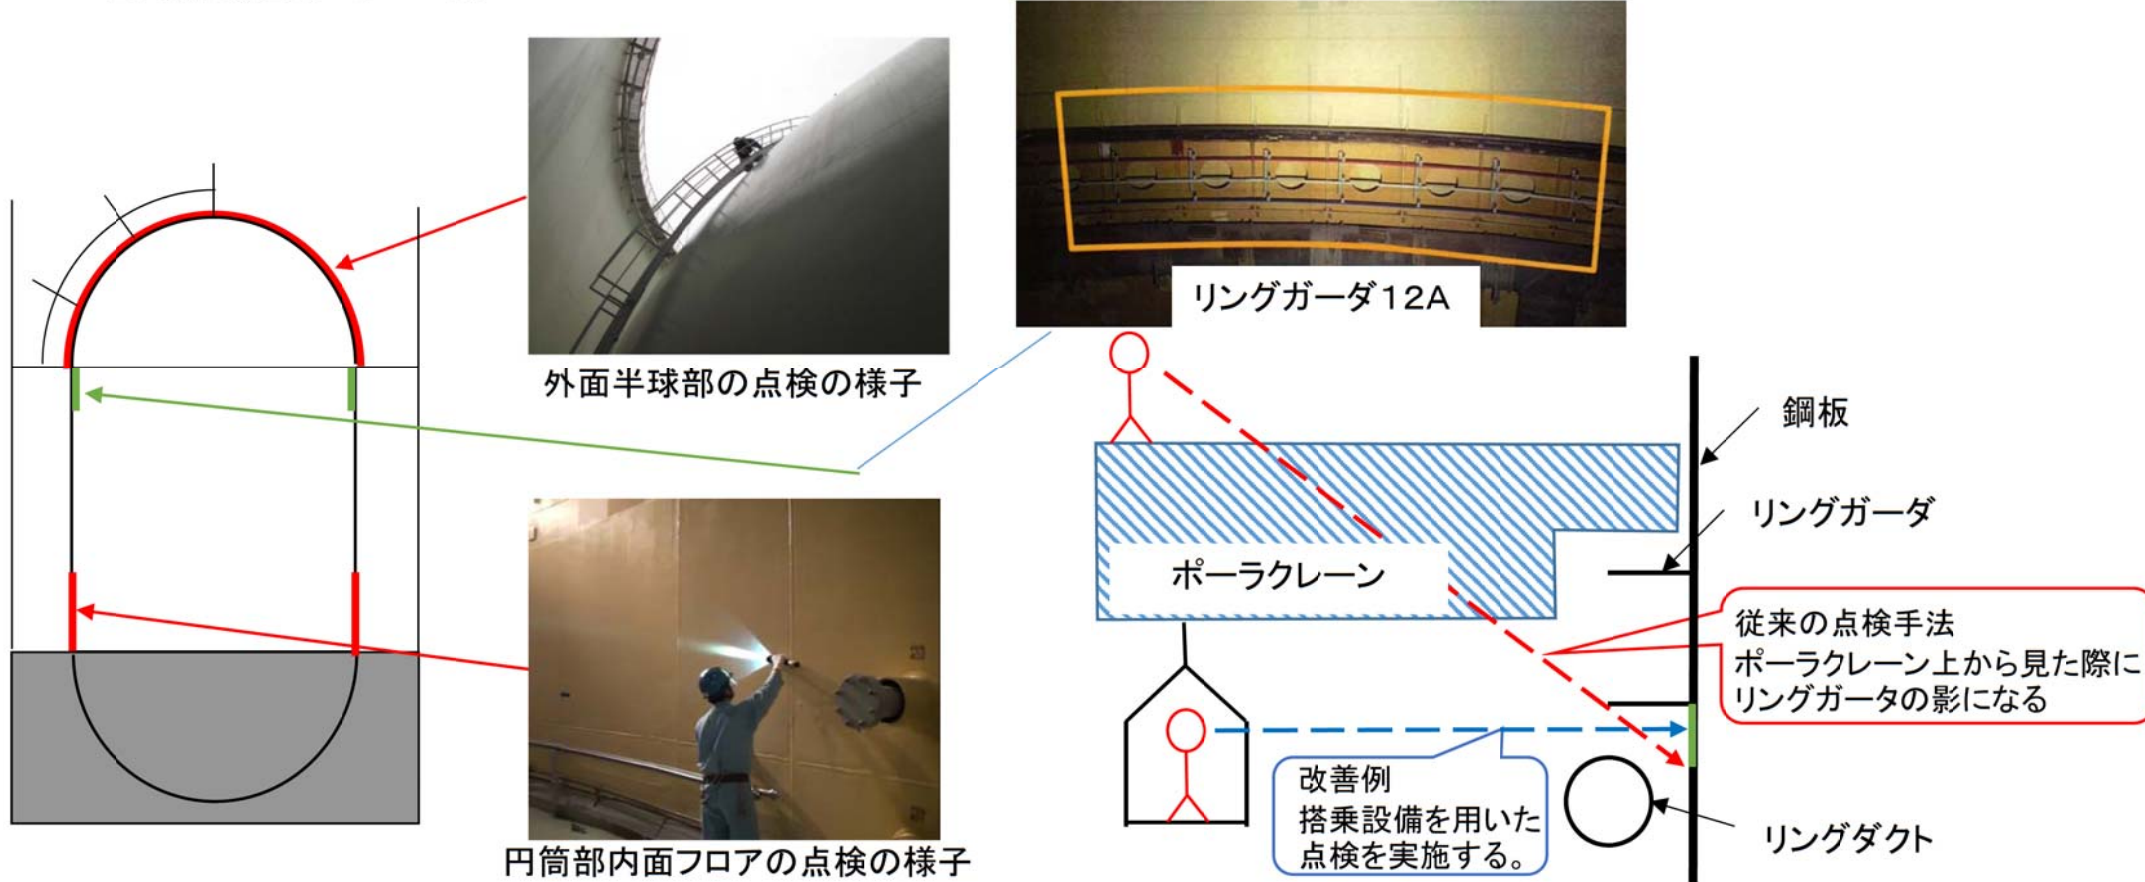 リングガーダ12A
外面半球部の点検の様子
鋼板
リングガーダ
ポーラクレーン
従来の点検手法
ポーラクレーン上から見た際に
リングガータの影になる
改善例
搭乗設備を用いた
点検を実施する。
リングダクト
円筒部内面フロアの点検の様子